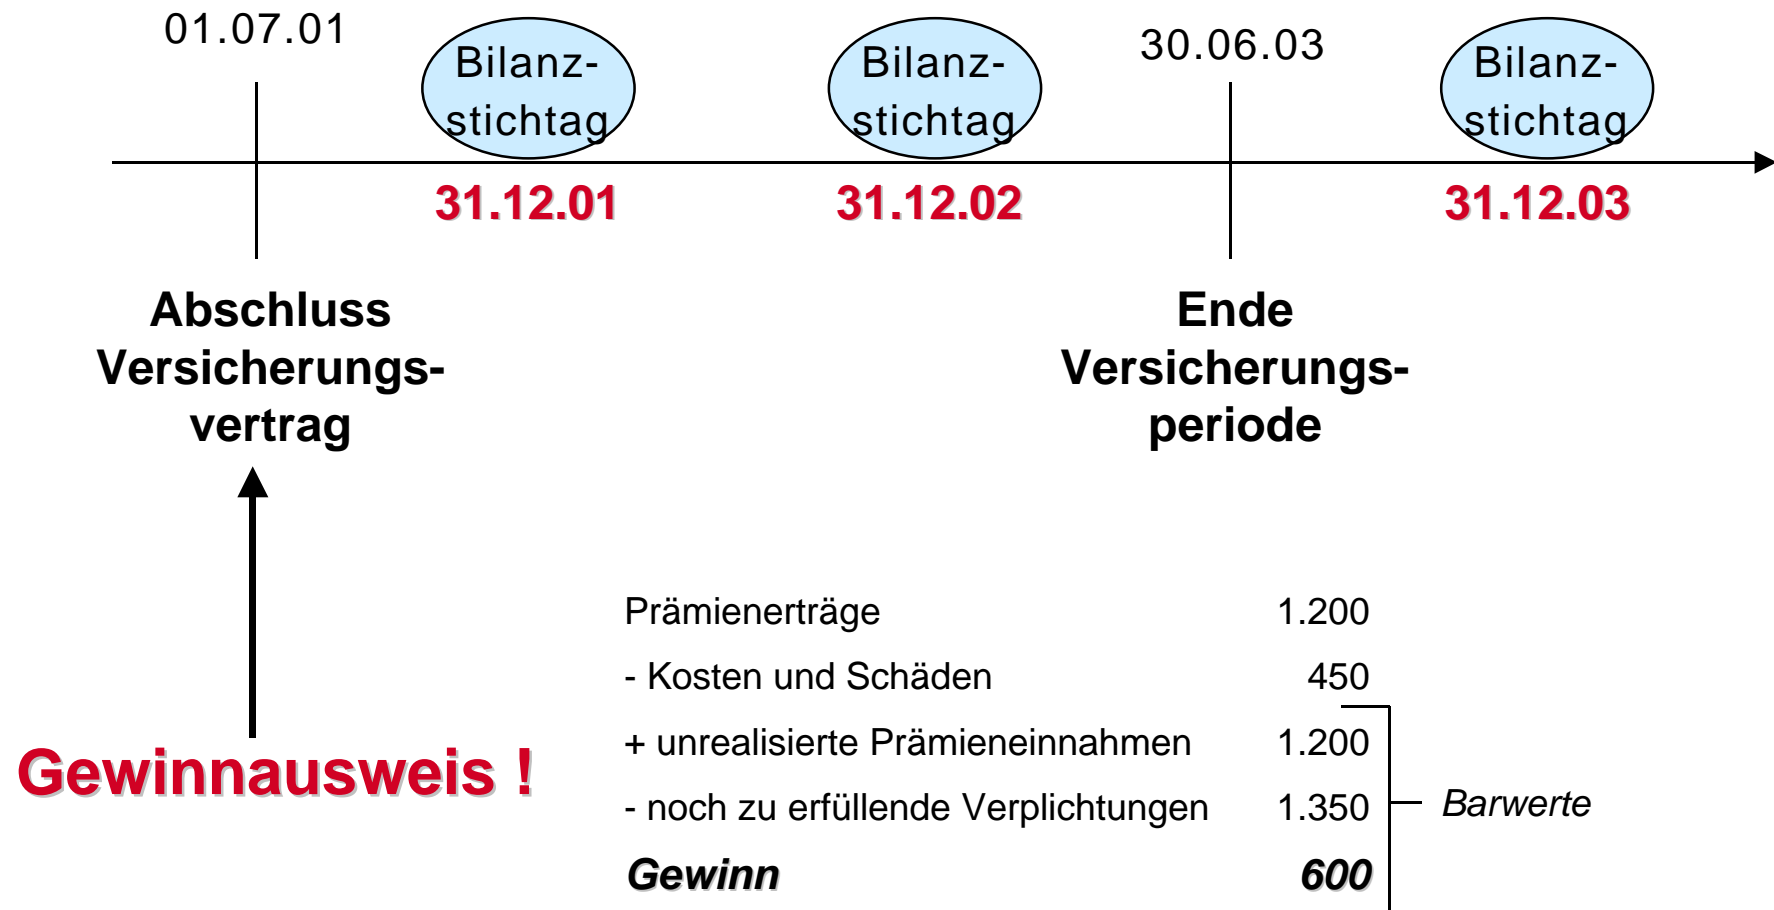 01.07.01
Bilanz-
stichtag
Bilanz-
stichtag
30.06.03
Bilanz-
stichtag
31.12.01
31.12.02
31.12.03
Abschluss
Versicherungs-
vertrag
Ende
Versicherungs-
periode
Gewinnausweis !
Prämienerträge 1.200
- Kosten und Schäden 450
+ unrealisierte Prämieneinnahmen 1.200
- noch zu erfüllende Verplichtungen 1.350
Barwerte
Gewinn 600